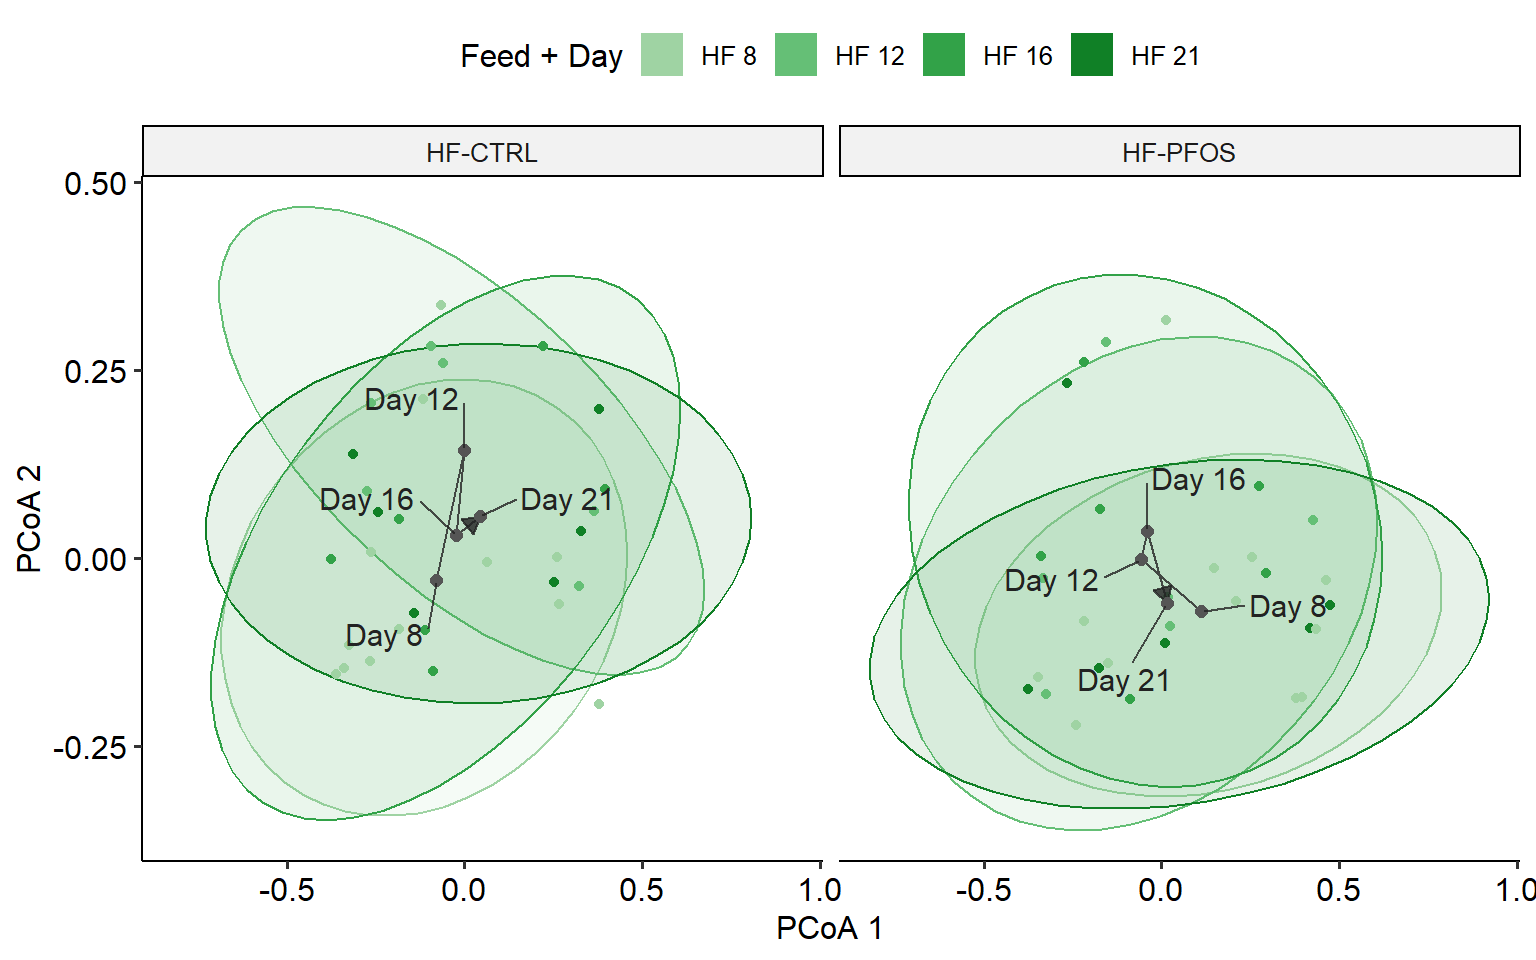 Feed + Day HF 8 HF 12 HF 16 HF 21
HF-CTRL HF-PFOS
0.50
0.25
0.00
-0.25
PCoA 2
Day 12
Day 16 Day 21
Day 8
Day 16
Day 12
Day 8
Day 21
-0.5 0.0 0.5 1.0 -0.5 0.0 0.5 1.0
PCoA 1